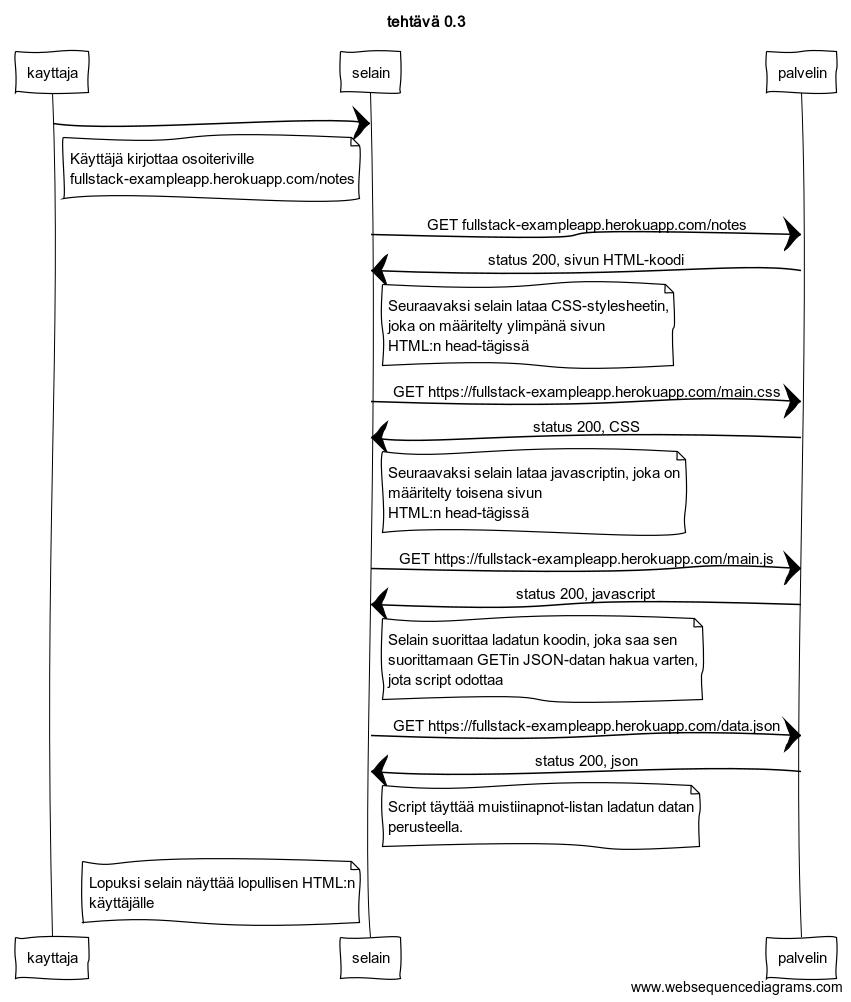 tehtävä 0.3
kayttaja
selain
palvelin
Käyttäjä kirjottaa osoiteriville
fullstack-exampleapp.herokuapp.com/notes
GET fullstack-exampleapp.herokuapp.com/notes
status 200, sivun HTML-koodi
Seuraavaksi selain lataa CSS-stylesheetin,
joka on määritelty ylimpänä sivun
HTML:n head-tägissä
GET https://fullstack-exampleapp.herokuapp.com/main.css
status 200, CSS
Seuraavaksi selain lataa javascriptin, joka on
määritelty toisena sivun
HTML:n head-tägissä
GET https://fullstack-exampleapp.herokuapp.com/main.js
status 200, javascript
Selain suorittaa ladatun koodin, joka saa sen
suorittamaan GETin JSON-datan hakua varten,
jota script odottaa
GET https://fullstack-exampleapp.herokuapp.com/data.json
status 200, json
Script täyttää muistiinapnot-listan ladatun datan
perusteella.
Lopuksi selain näyttää lopullisen HTML:n
käyttäjälle
kayttaja
selain
palvelin
www.websequencediagrams.com